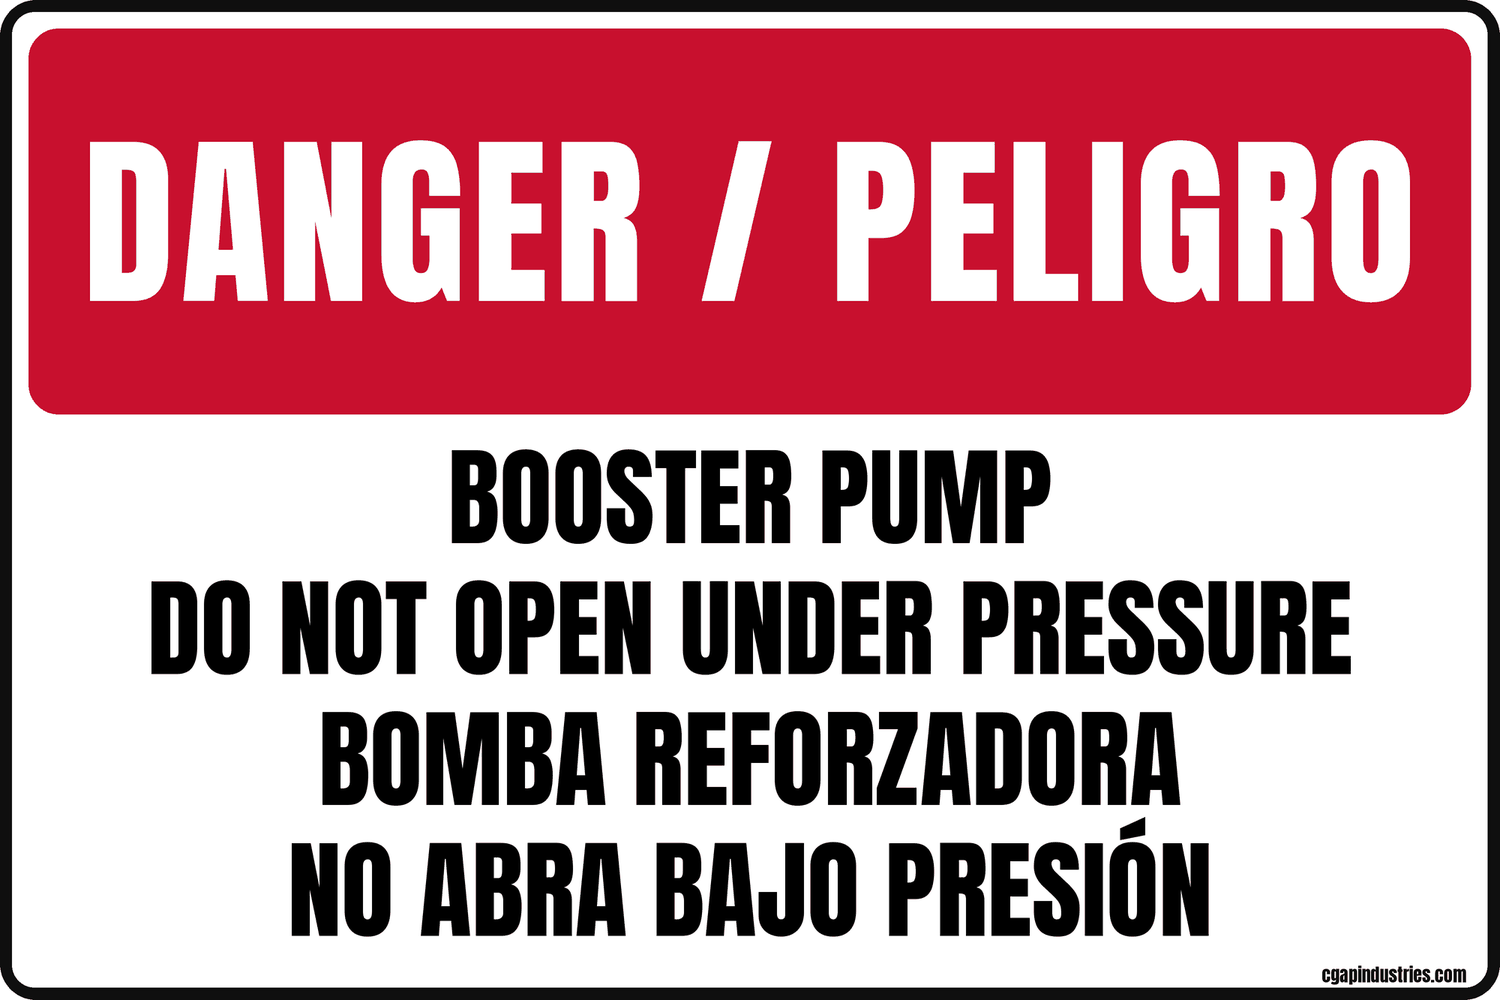 DANGER / PELIGRO
BOOSTER PUMP
DO NOT OPEN UNDER PRESSURE
BOMBA REFORZADORA
NO ABRA BAJO PRESIÓN
cgapindustries.com